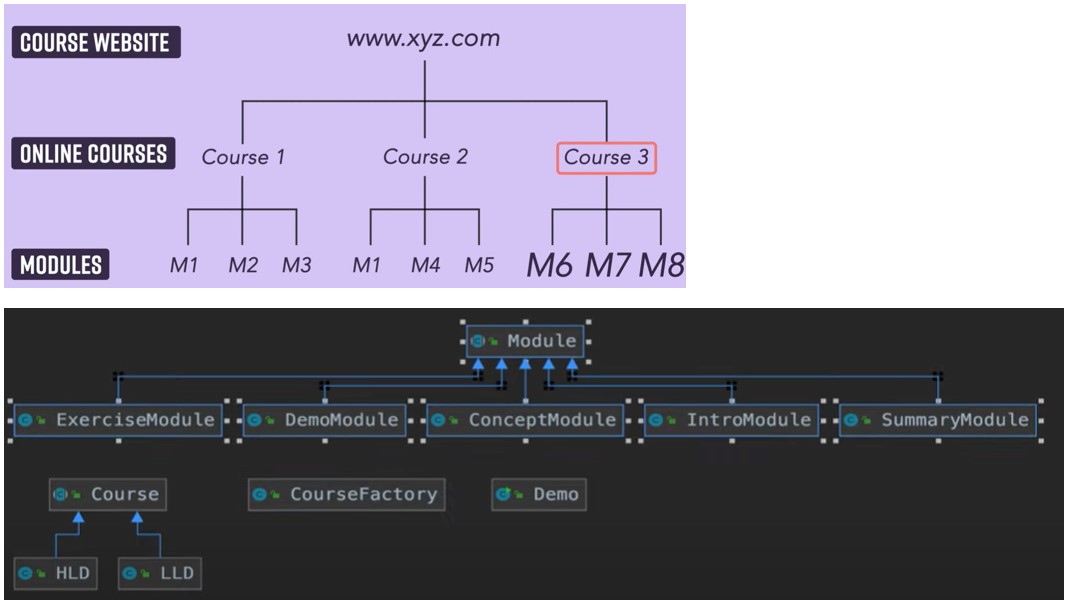 COURSE WEBSITE www.xyz.com
ONLINE COURSES Course 1 Course 2 Course 3
MODULES M1 M2 M3 M1 M4 M5 M6 M7 M8
Module
ExerciseModule DemoModule ConceptModule IntroModule SummaryModule
Course CourseFactory Demo
HLD LLD